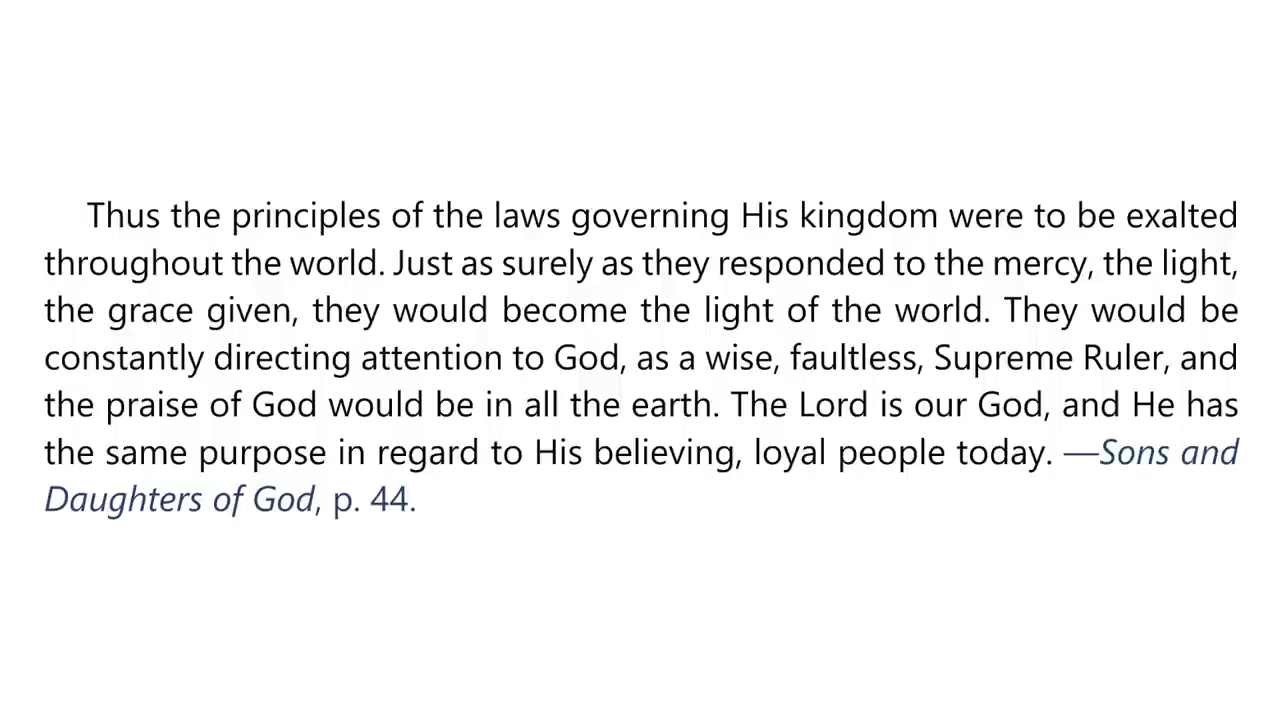 Thus the principles of the laws governing His kingdom were to be exalted
throughout the world. Just as surely as they responded to the mercy, the light,
the grace given, they would become the light of the world. They would be
constantly directing attention to God, as a wise, faultless, Supreme Ruler, and
the praise of God would be in all the earth. The Lord is our God, and He has
the same purpose in regard to His believing, loyal people today. —Sons and
Daughters of God, p. 44.